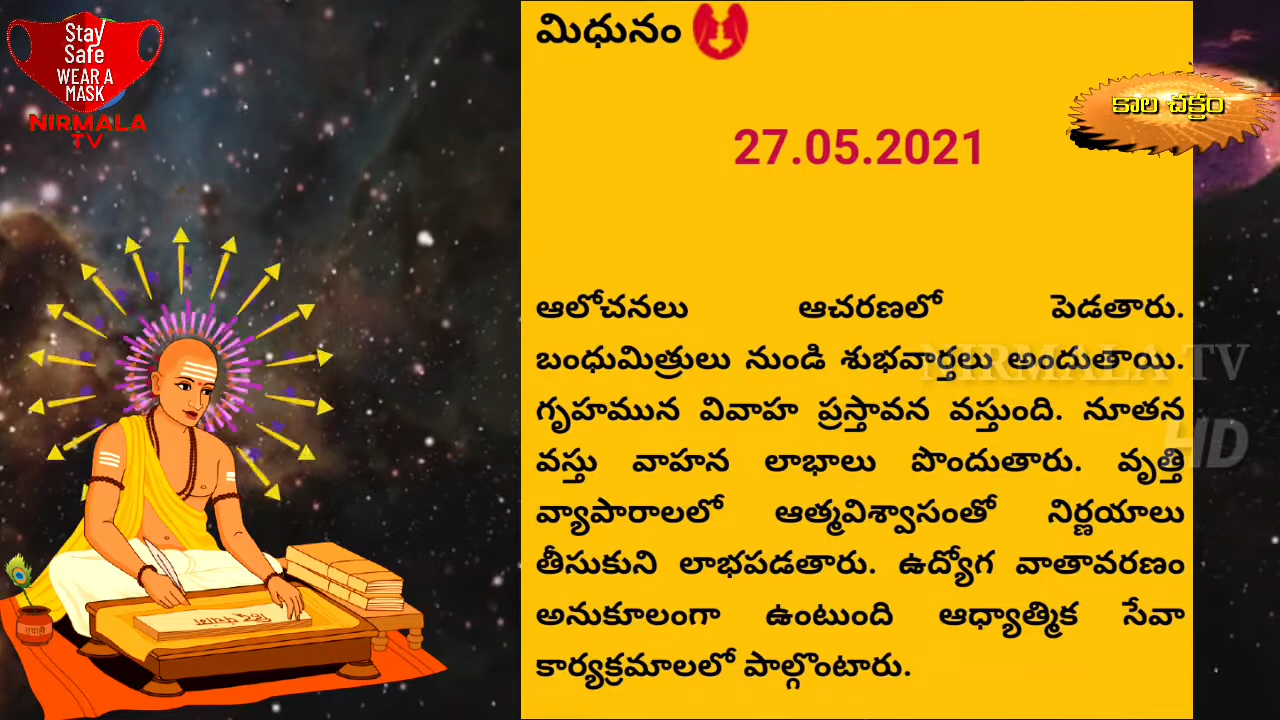 Stay
Safe
WEAR A
MASK
NIRMALA
TV
మిధునం
కాల చక్రం
27.05.2021
ఆలోచనలు ఆచరణలో పెడతారు.
బంధుమిత్రులు నుండి శుభవార్తలు అందుతాయి.
గృహమున వివాహ ప్రస్తావన వస్తుంది. నూతన
వస్తు వాహన లాభాలు పొందుతారు. వృత్తి
వ్యాపారాలలో ఆత్మవిశ్వాసంతో నిర్ణయాలు
తీసుకుని లాభపడతారు. ఉద్యోగ వాతావరణం
అనుకూలంగా ఉంటుంది ఆధ్యాత్మిక సేవా
కార్యక్రమాలలో పాల్గొంటారు.
NIRMALA TV
HD